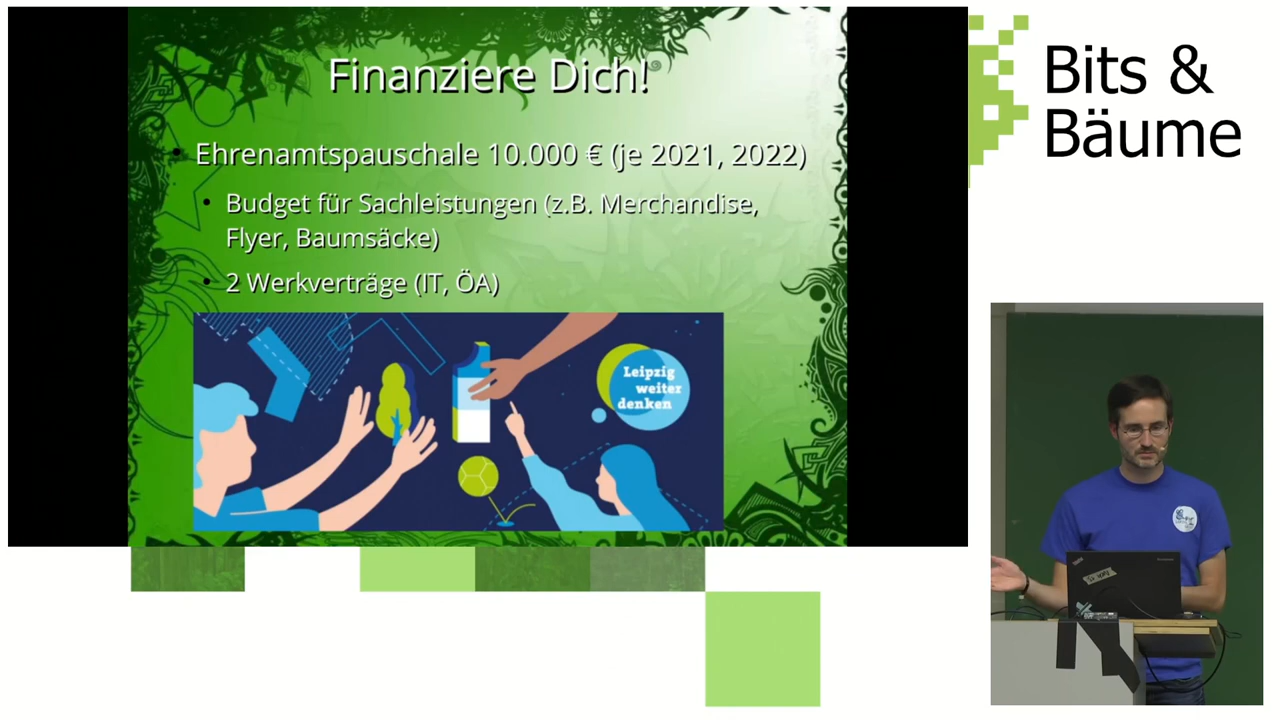 Finanziere Dich!
• Ehrenamtspauschale 10.000 € (je 2021, 2022)
• Budget für Sachleistungen (z.B. Merchandise,
Flyer, Baumsäcke)
• 2 Werkverträge (IT, ÖA)
Leipzig
weiter
denken
Bits &
Bäume